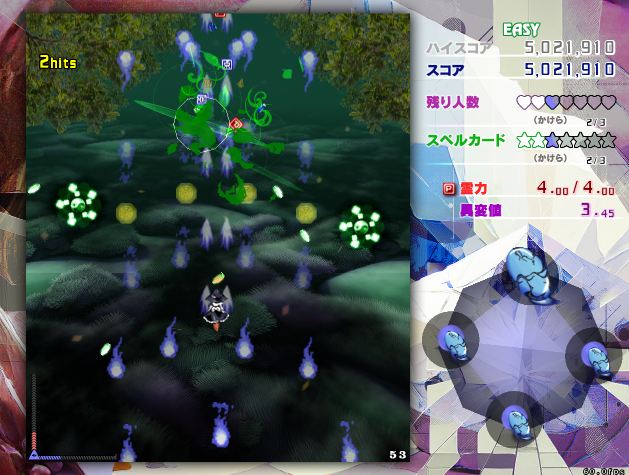 2hits
EASY
ハイスコア 5,021,910
スコア 5,021,910
残り人数
(かけら) 2/3
スペルカード
(かけら) 2/3
P 霊力 4.00/4.00
異変値 3.45
53
60.0fps